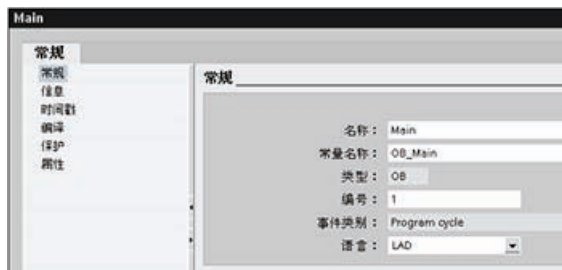 Main
常规
常规
信息
时间戳
编译
保护
属性
常规
名称： Main
常量名称： OB_Main
类型： OB
编号： 1
事件类别： Program cycle
语言： LAD